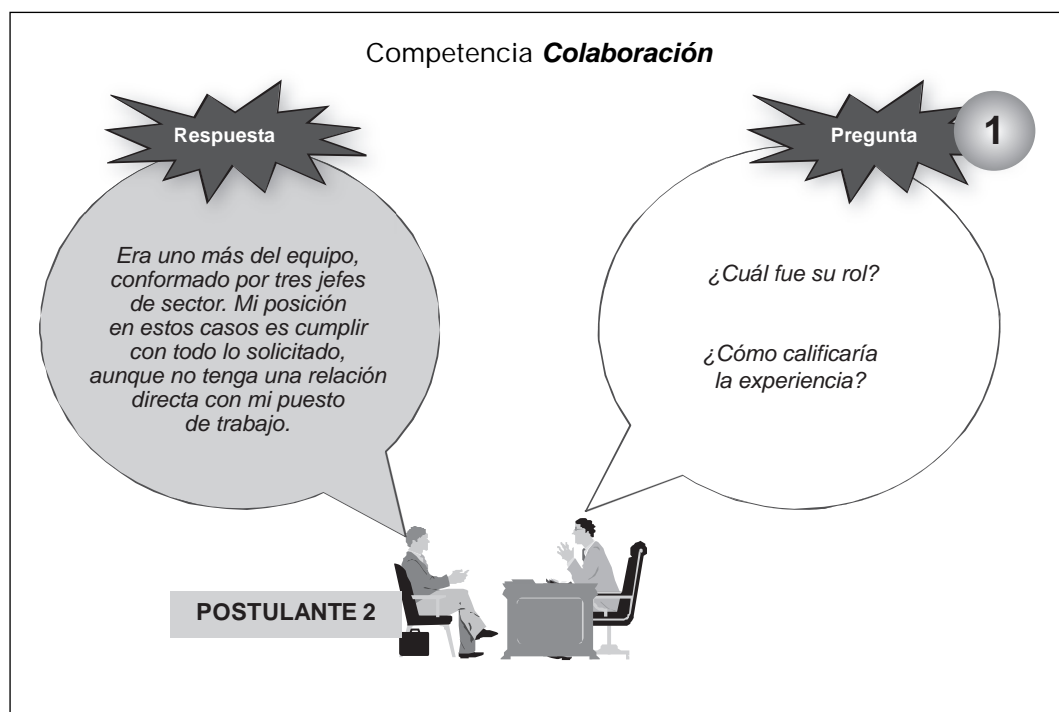 Competencia Colaboración
Respuesta
Era uno más del equipo,
conformado por tres jefes
de sector. Mi posición
en estos casos es cumplir
con todo lo solicitado,
aunque no tenga una relación
directa con mi puesto
de trabajo.
Pregunta
1
¿Cuál fue su rol?
¿Cómo calificaría
la experiencia?
POSTULANTE 2